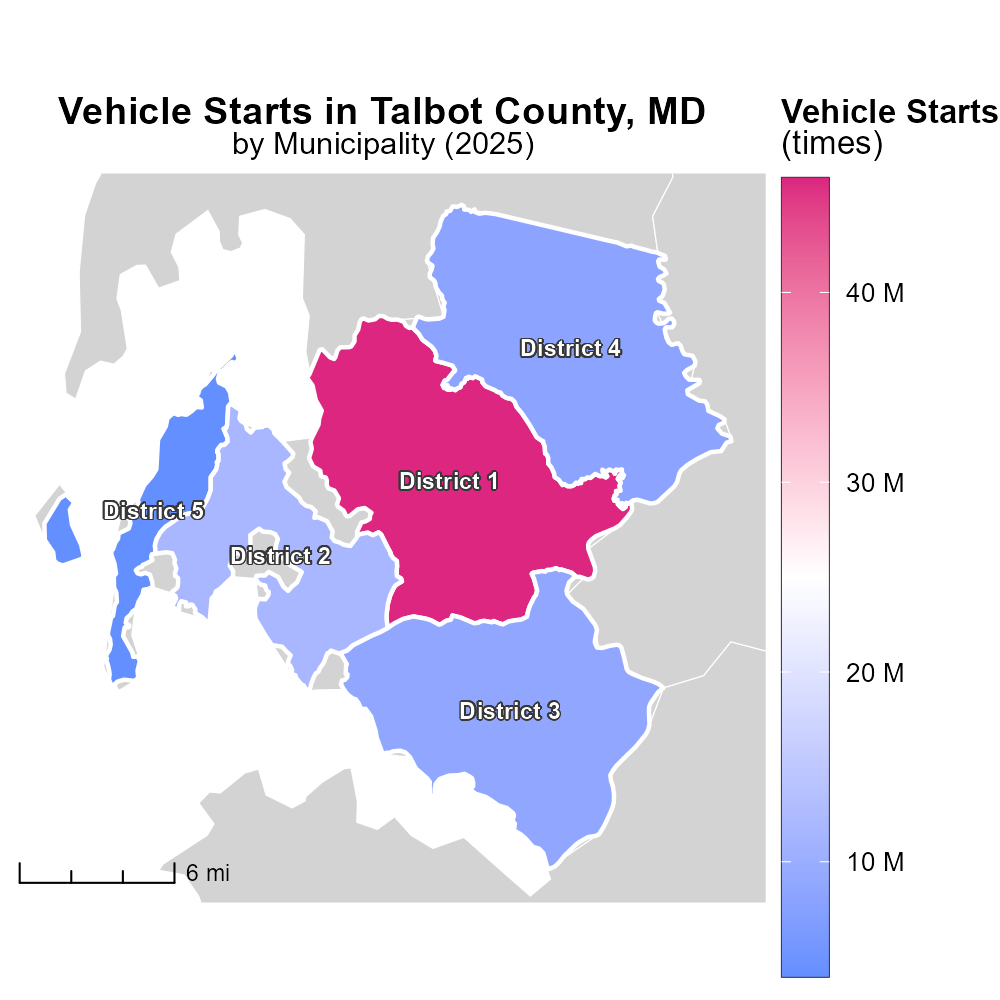 Vehicle Starts in Talbot County, MD
by Municipality (2025)
Vehicle Starts
(times)
40 M
30 M
20 M
10 M
District 4
District 1
District 5
District 2
District 3
6 mi